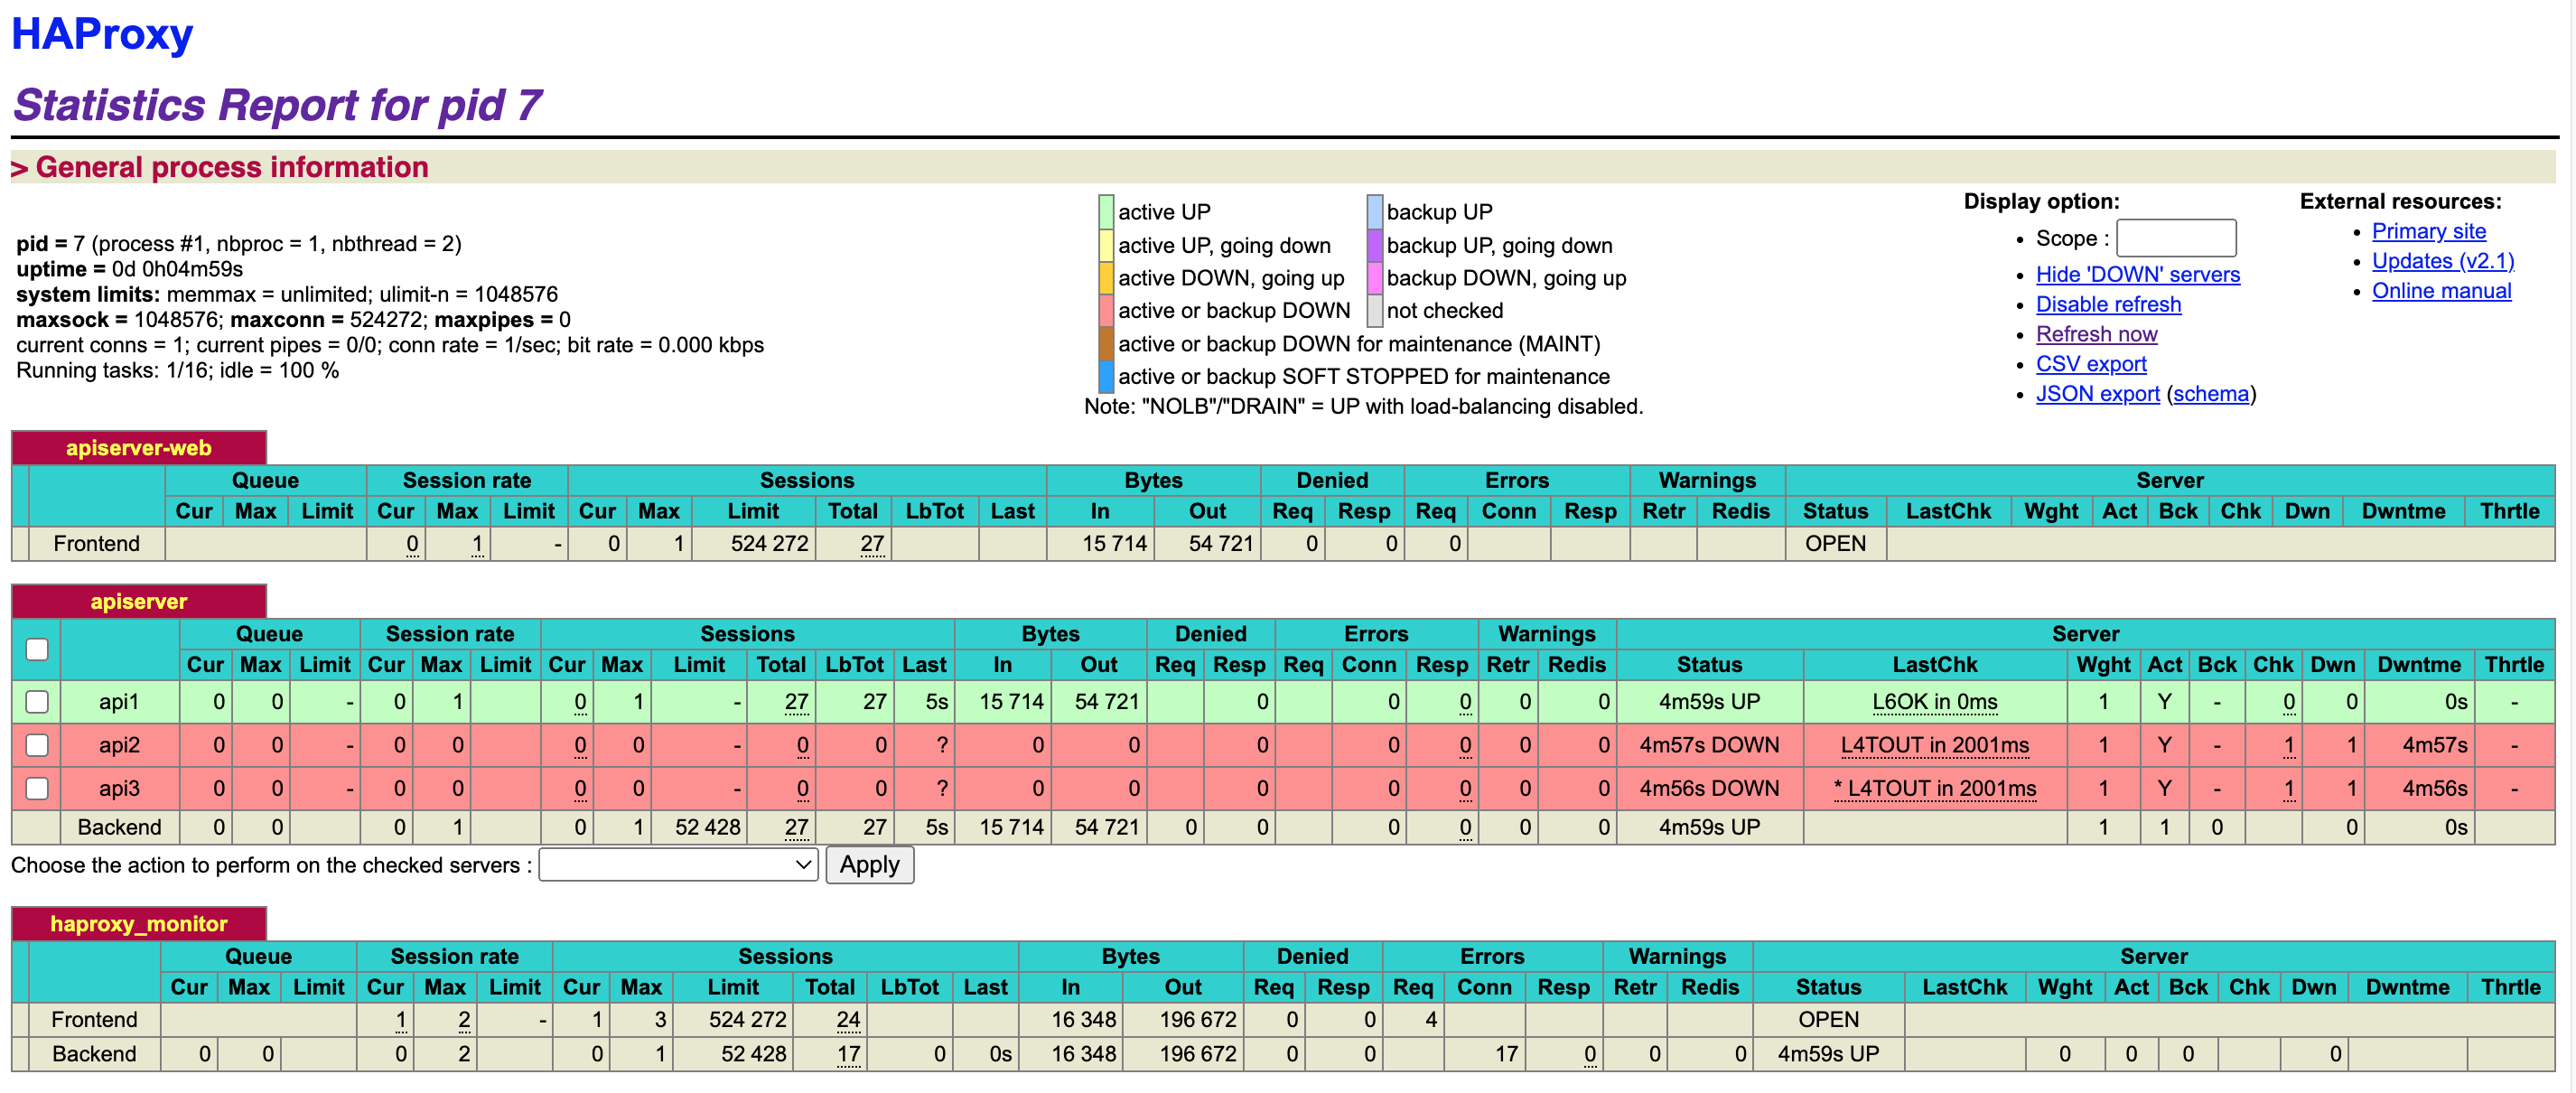 HAProxy
Statistics Report for pid 7
> General process information
pid = 7 (process #1, nbproc = 1, nbthread = 2)
uptime = 0d 0h04m59s
system limits: memmax = unlimited; ulimit-n = 1048576
maxsock = 1048576; maxconn = 524272; maxpipes = 0
current conns = 1; current pipes = 0/0; conn rate = 1/sec; bit rate = 0.000 kbps
Running tasks: 1/16; idle = 100 %
active UP backup UP
active UP, going down backup UP, going down
active DOWN, going up backup DOWN, going up
active or backup DOWN not checked
active or backup DOWN for maintenance (MAINT)
active or backup SOFT STOPPED for maintenance
Note: "NOLB"/"DRAIN" = UP with load-balancing disabled.
Display option:
• Scope :
• Hide 'DOWN' servers
• Disable refresh
• Refresh now
• CSV export
• JSON export (schema)
External resources:
• Primary site
• Updates (v2.1)
• Online manual
apiserver-web
Queue Session rate Sessions Bytes Denied Errors Warnings Server
Cur Max Limit Cur Max Limit Cur Max Limit Total LbTot Last In Out Req Resp Req Conn Resp Retr Redis Status LastChk Wght Act Bck Chk Dwn Dwntme Thrtle
Frontend 0 1 - 0 1 524 272 27 15 714 54 721 0 0 0 OPEN
apiserver
Queue Session rate Sessions Bytes Denied Errors Warnings Server
Cur Max Limit Cur Max Limit Cur Max Limit Total LbTot Last In Out Req Resp Req Conn Resp Retr Redis Status LastChk Wght Act Bck Chk Dwn Dwntme Thrtle
api1 0 0 - 0 1 0 1 - 27 27 5s 15 714 54 721 0 0 0 0 0 4m59s UP L6OK in 0ms 1 Y - 0 0 0s -
api2 0 0 - 0 0 0 0 - 0 0 ? 0 0 0 0 0 0 0 4m57s DOWN L4TOUT in 2001ms 1 Y - 1 1 4m57s -
api3 0 0 - 0 0 0 0 - 0 0 ? 0 0 0 0 0 0 0 4m56s DOWN * L4TOUT in 2001ms 1 Y - 1 1 4m56s -
Backend 0 0 0 1 0 1 52 428 27 27 5s 15 714 54 721 0 0 0 0 0 0 4m59s UP 1 1 0 0 0s
Choose the action to perform on the checked servers : Apply
haproxy_monitor
Queue Session rate Sessions Bytes Denied Errors Warnings Server
Cur Max Limit Cur Max Limit Cur Max Limit Total LbTot Last In Out Req Resp Req Conn Resp Retr Redis Status LastChk Wght Act Bck Chk Dwn Dwntme Thrtle
Frontend 1 2 - 1 3 524 272 24 16 348 196 672 0 0 4 OPEN
Backend 0 0 0 2 0 1 52 428 17 0 0s 16 348 196 672 0 0 17 0 0 0 4m59s UP 0 0 0 0